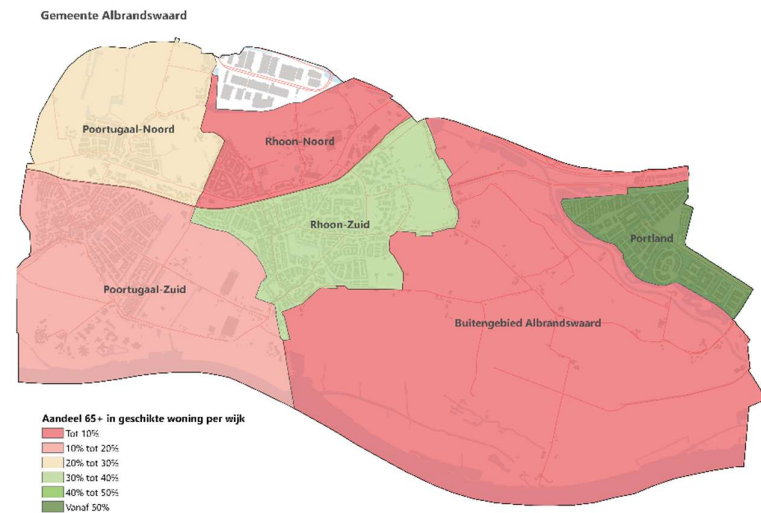 Gemeente Albrandswaard
Poortugaal-Noord
Rhoon-Noord
Rhoon-Zuid
Portland
Poortugaal-Zuid
Buitengebied Albrandswaard
Aandeel 65+ in geschikte woning per wijk
Tot 10%
10% tot 20%
20% tot 30%
30% tot 40%
40% tot 50%
Vanaf 50%